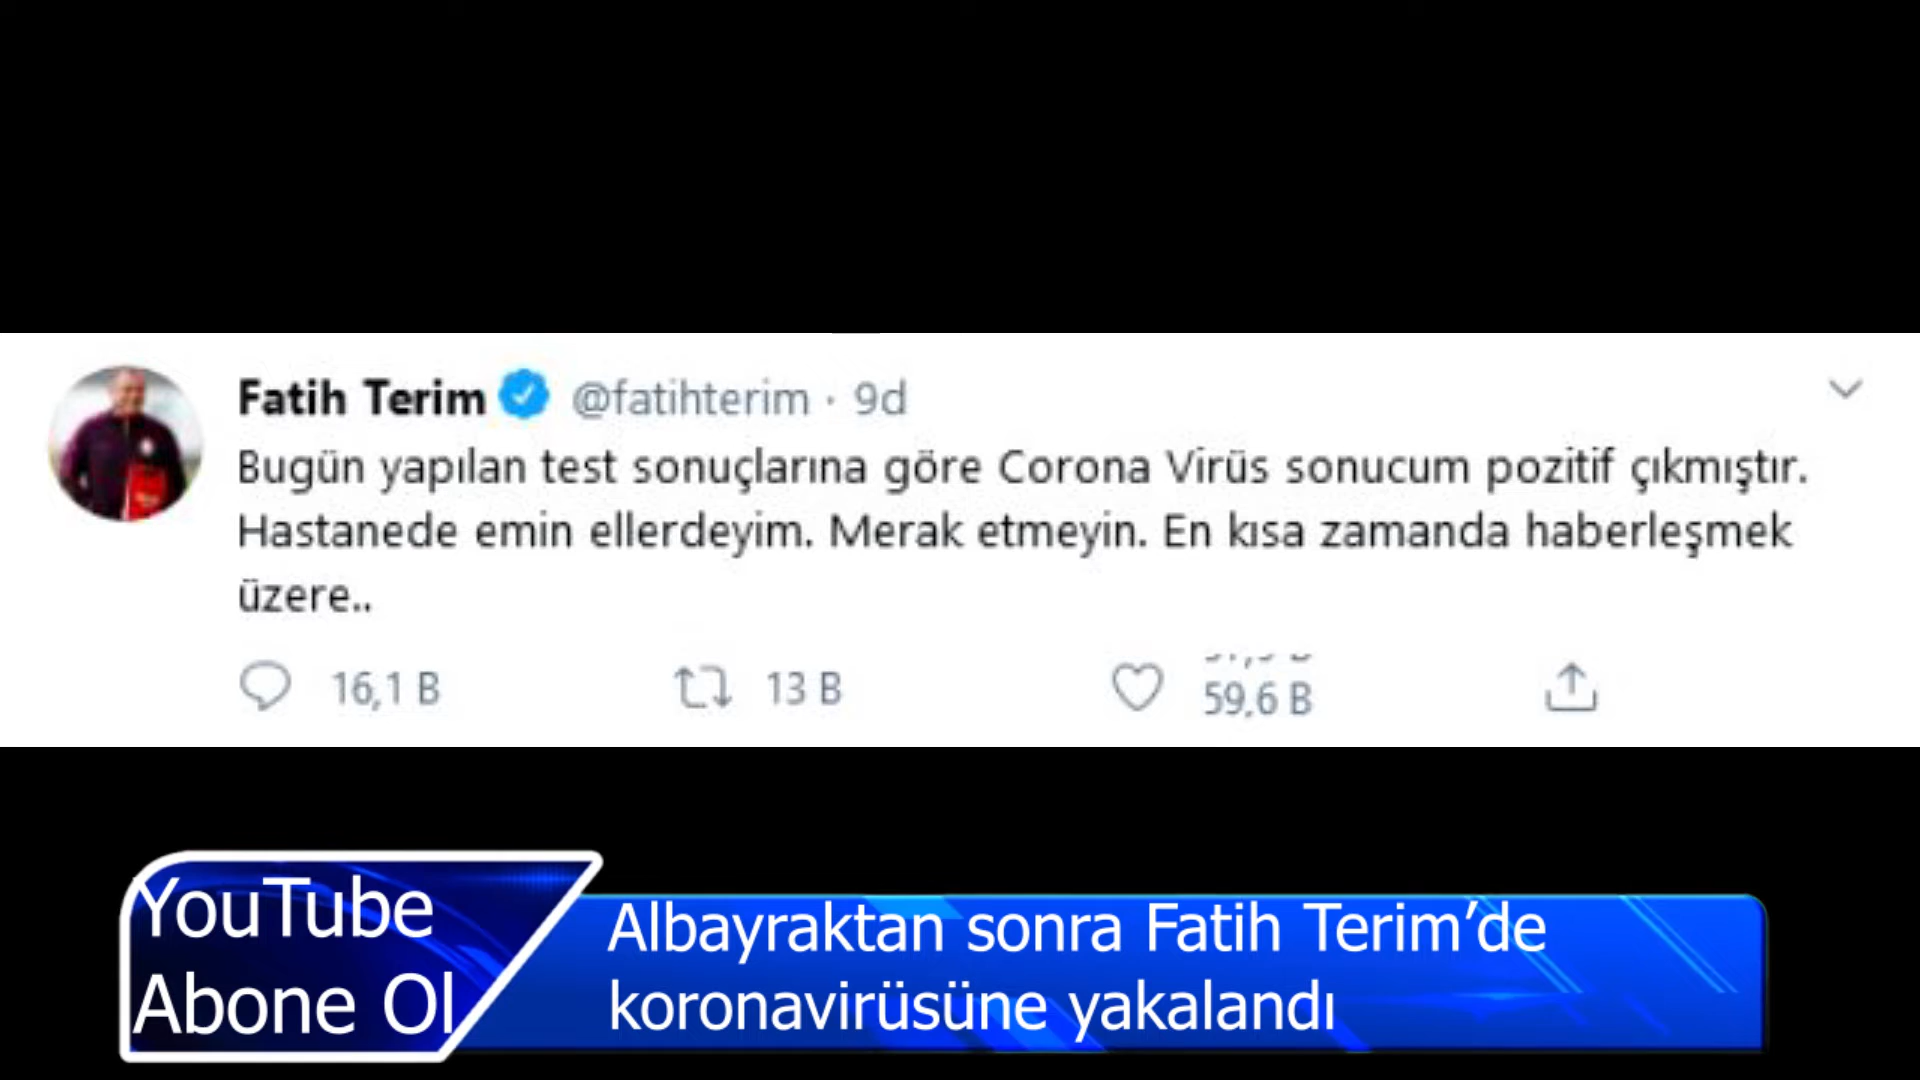 Fatih Terim @fatihterim · 9d
Bugün yapılan test sonuçlarına göre Corona Virüs sonucum pozitif çıkmıştır.
Hastanede emin ellerdeyim. Merak etmeyin. En kısa zamanda haberleşmek
üzere..
16,1 B 13 B 59,6 B
YouTube
Abone Ol
Albayraktan sonra Fatih Terim’de
koronavirüsüne yakalandı